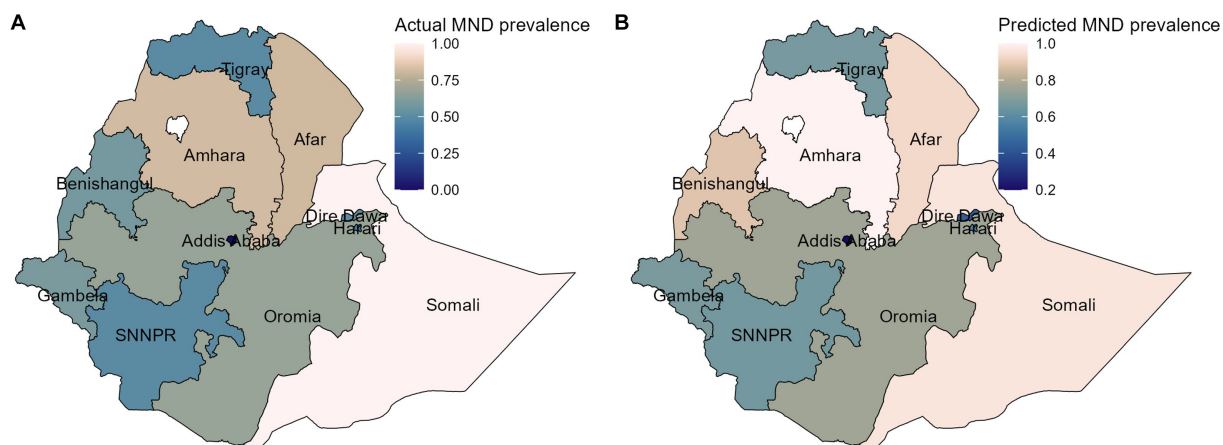 A
Actual MND prevalence
1.00
0.75
0.50
0.25
0.00
Tigray
Afar
Amhara
Benishangul
Dire Dawa
Harari
Addis Ababa
Gambela
Somali
Oromia
SNNPR
B
Predicted MND prevalence
1.0
0.8
0.6
0.4
0.2
Tigray
Afar
Amhara
Benishangul
Dire Dawa
Harari
Addis Ababa
Gambela
Somali
Oromia
SNNPR